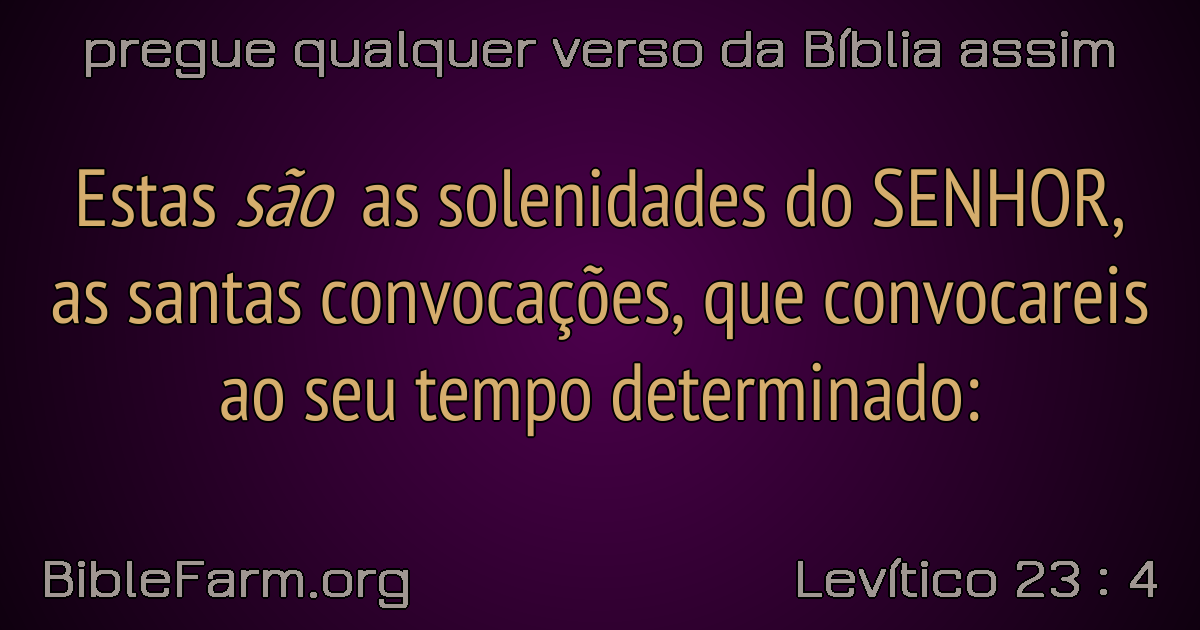 pregue qualquer verso da Bíblia assim
Estas são as solenidades do SENHOR,
as santas convocações, que convocareis
ao seu tempo determinado:
BibleFarm.org
Levítico 23 : 4